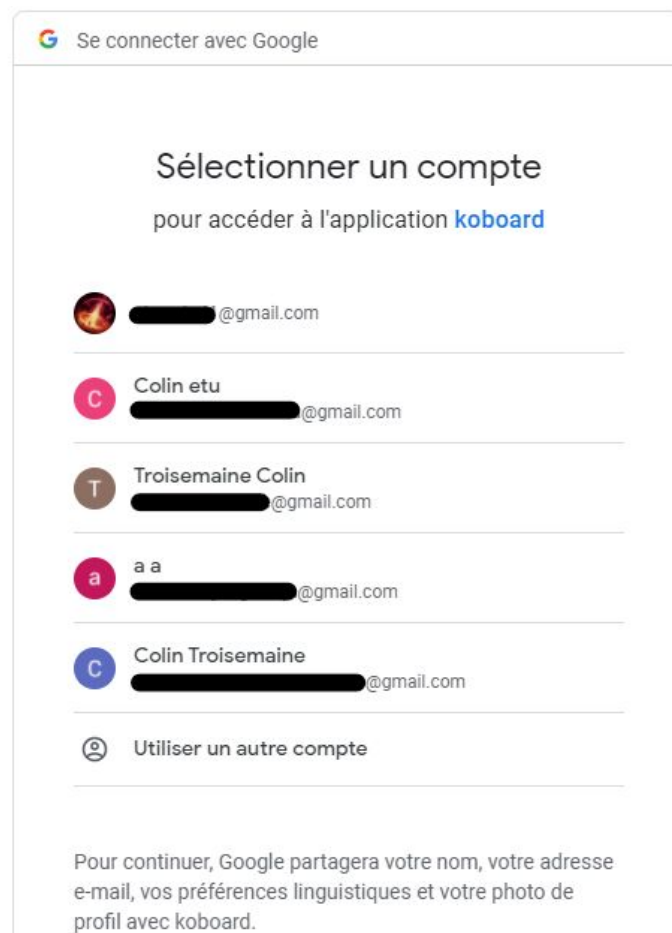 Se connecter avec Google
Sélectionner un compte
pour accéder à l'application koboard
@gmail.com
C
Colin etu
@gmail.com
T
Troisemaine Colin
@gmail.com
a
a a
@gmail.com
C
Colin Troisemaine
@gmail.com
Utiliser un autre compte
Pour continuer, Google partagera votre nom, votre adresse
e-mail, vos préférences linguistiques et votre photo de
profil avec koboard.